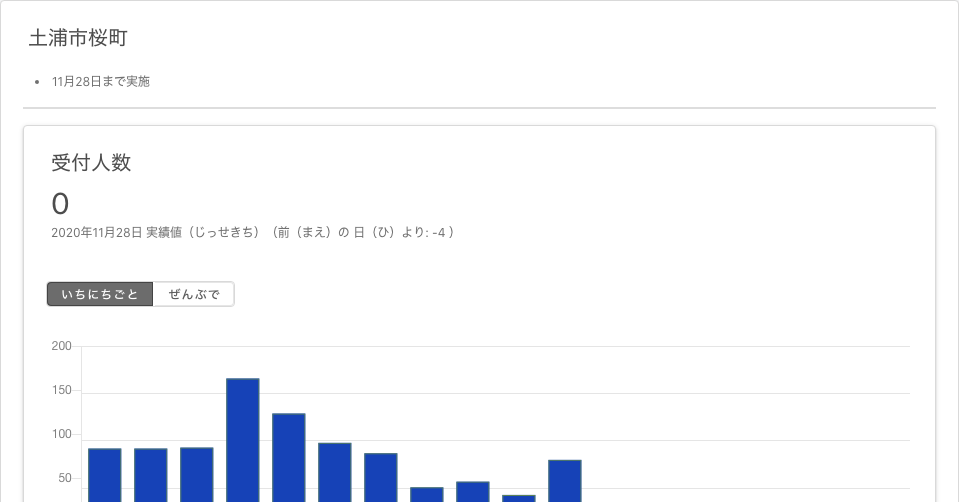 土浦市桜町
• 11月28日まで実施
受付人数
0
2020年11月28日 実績値（じっせきち）（前（まえ）の 日（ひ）より: -4 ）
いちにちごと ぜんぶで
200
150
100
50